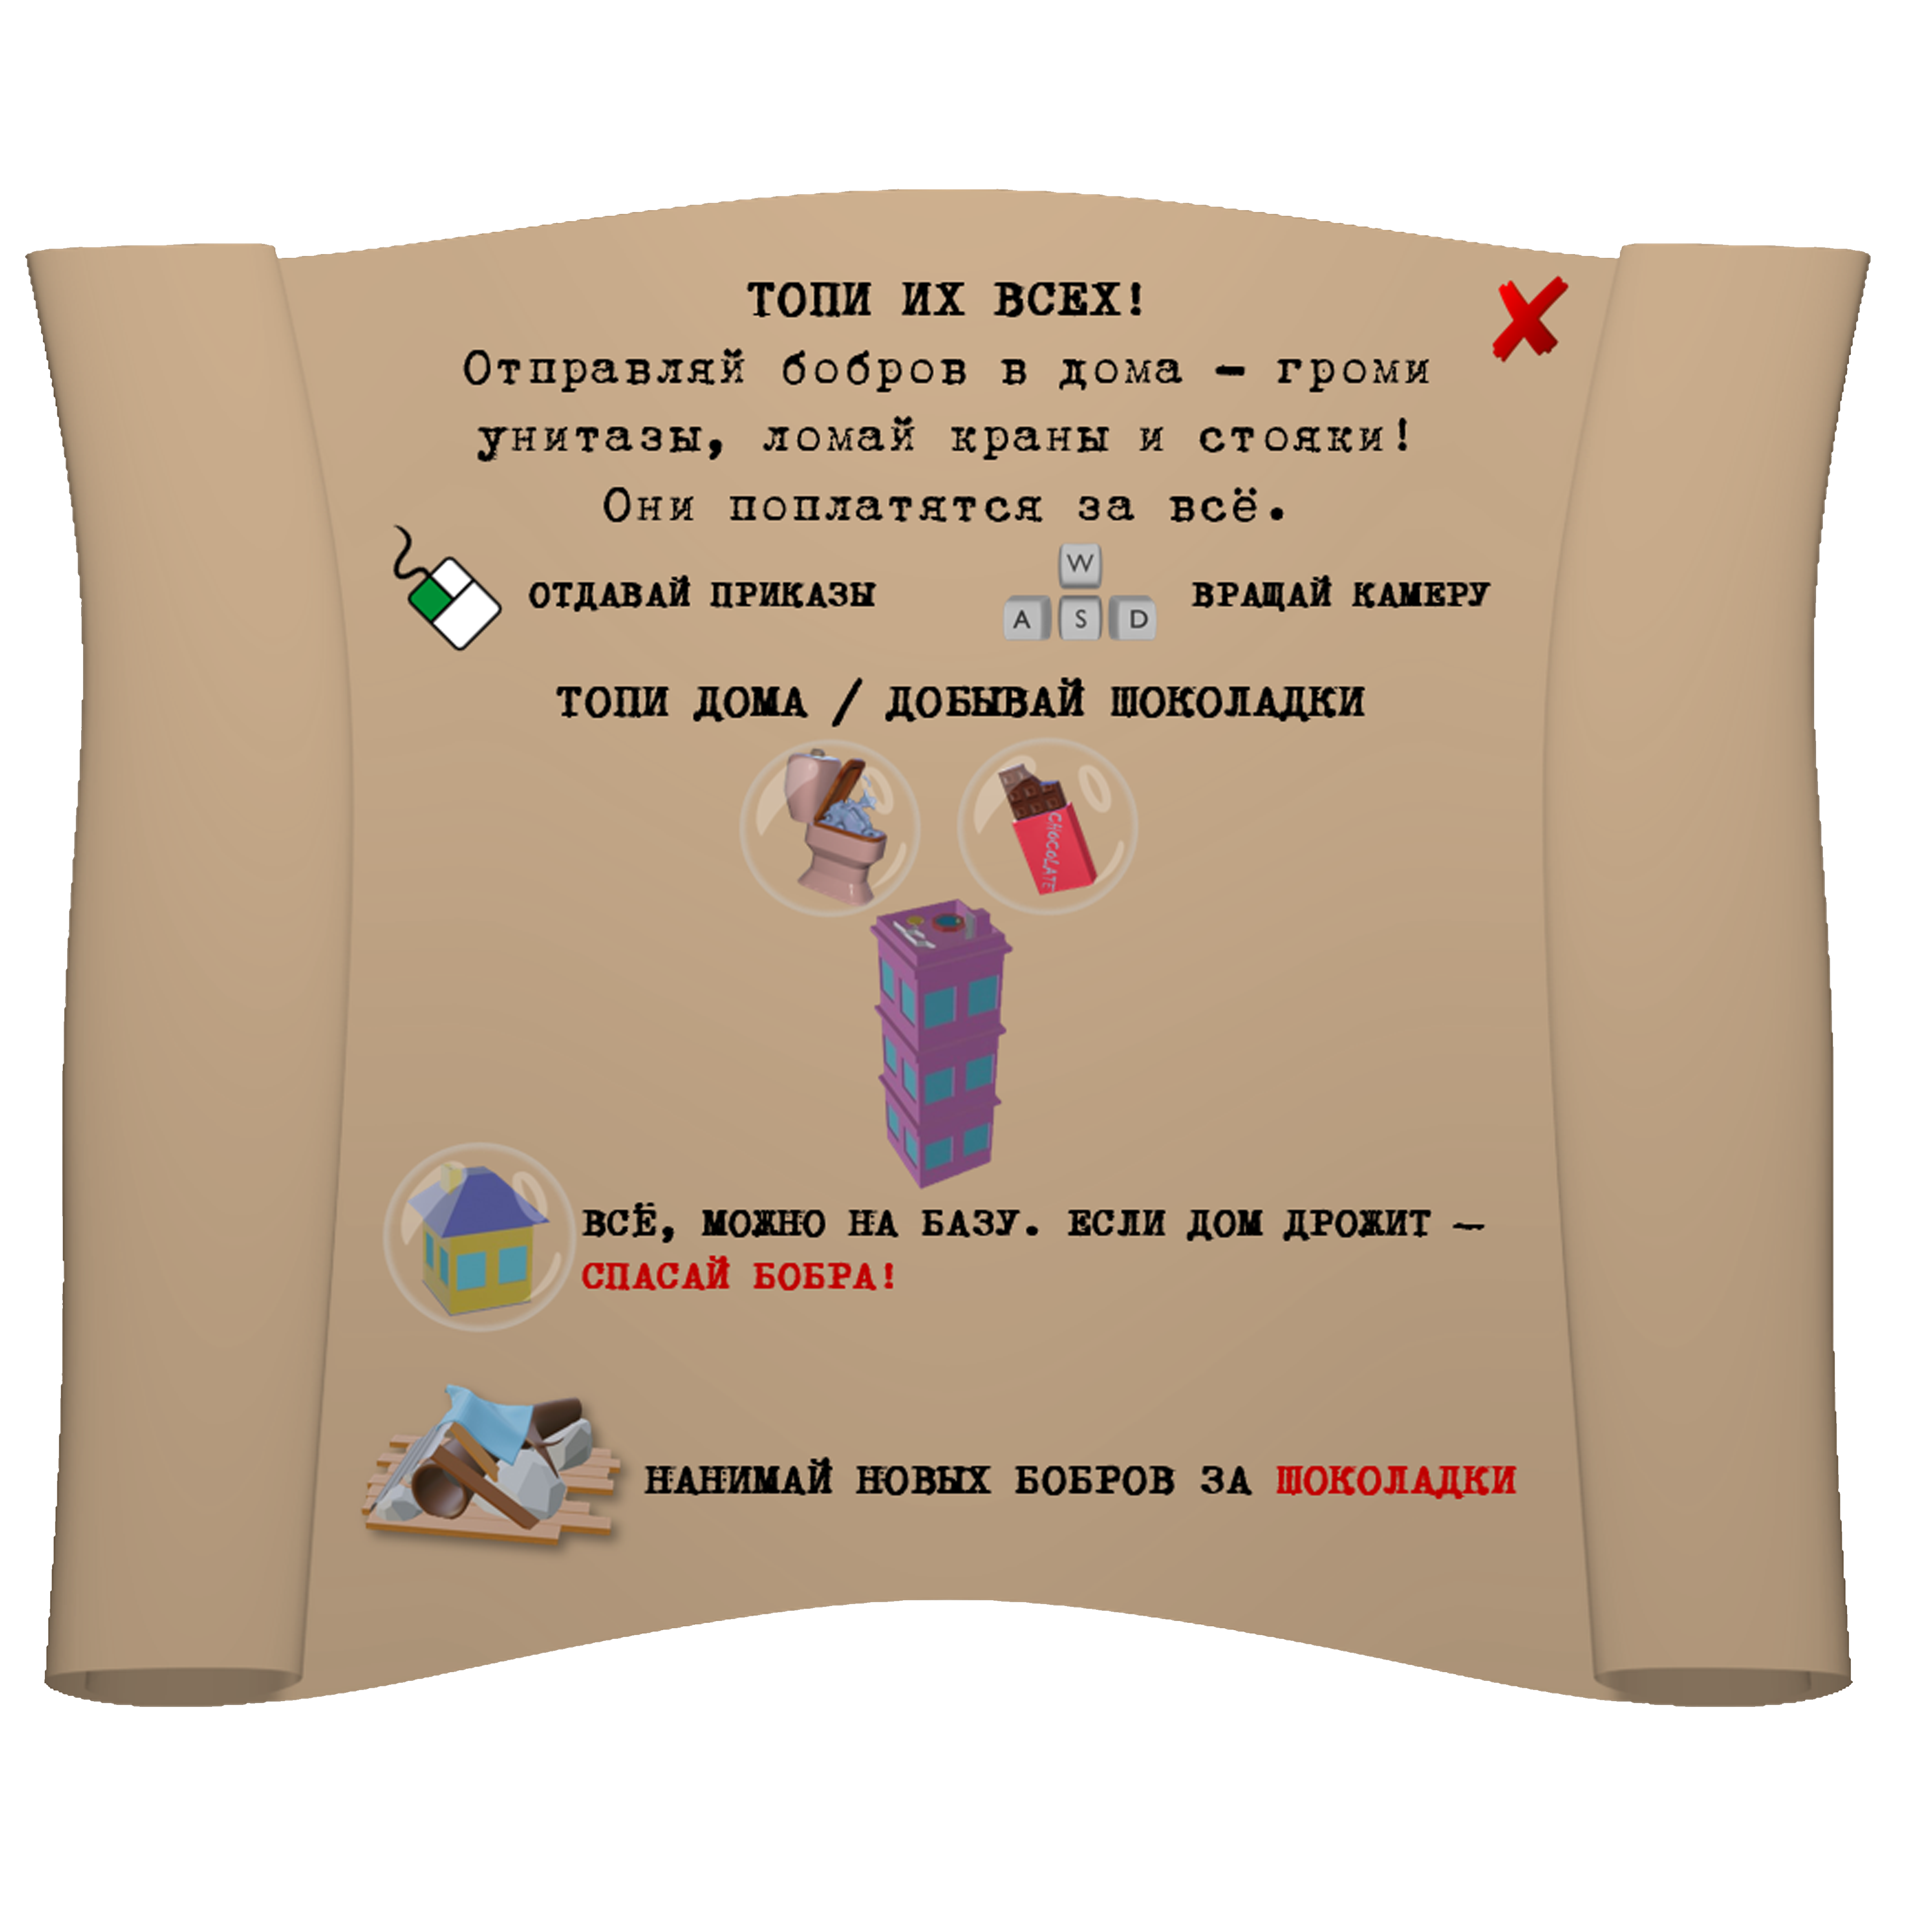 ТОПИ ИХ ВСЕХ!
Отправляй бобров в дома – громи
унитазы, ломай краны и стояки!
Они поплатятся за всё.
ОТДАВАЙ ПРИКАЗЫ
W
A S D
ВРАЩАЙ КАМЕРУ
ТОПИ ДОМА / ДОБЫВАЙ ШОКОЛАДКИ
CHOCOLATE
ВСЁ, МОЖНО НА БАЗУ. ЕСЛИ ДОМ ДРОЖИТ –
СПАСАЙ БОБРА!
НАНИМАЙ НОВЫХ БОБРОВ ЗА ШОКОЛАДКИ